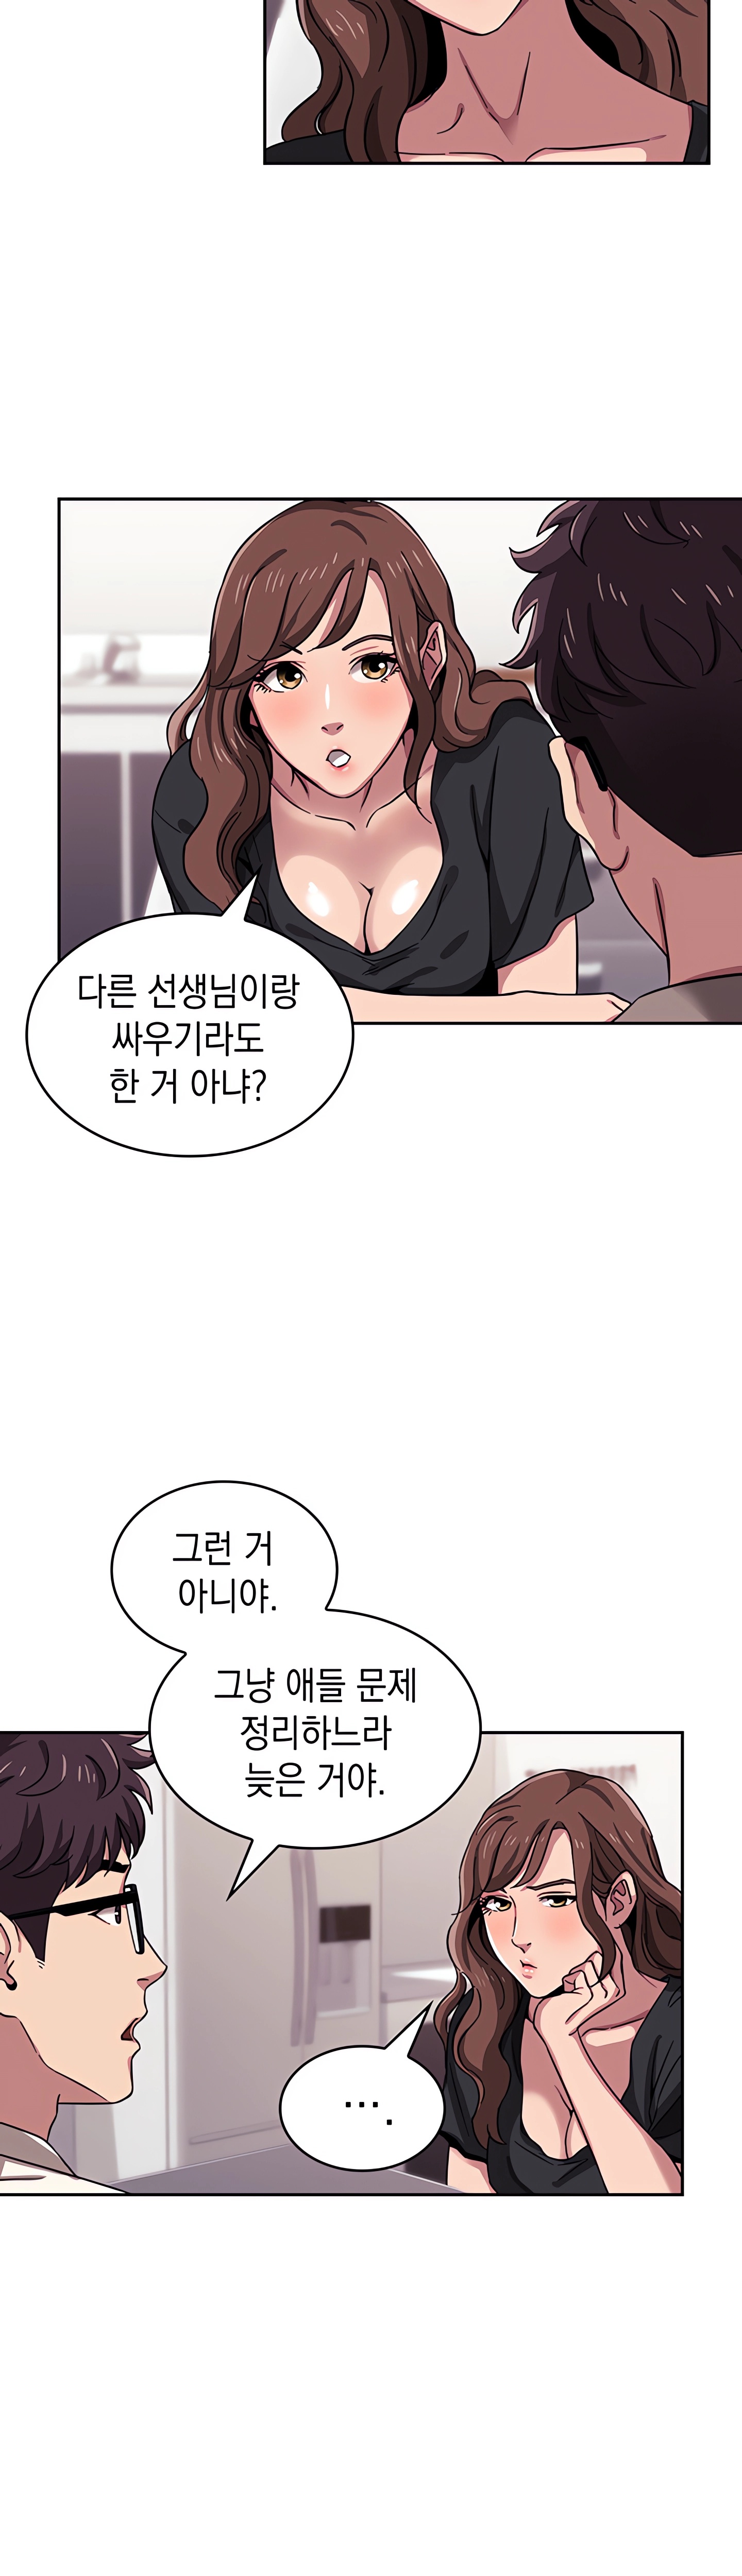 다른 선생님이랑
싸우기라도
한 거 아냐?
그런 거
아니야.
그냥 애들 문제
정리하느라
늦은 거야.
….